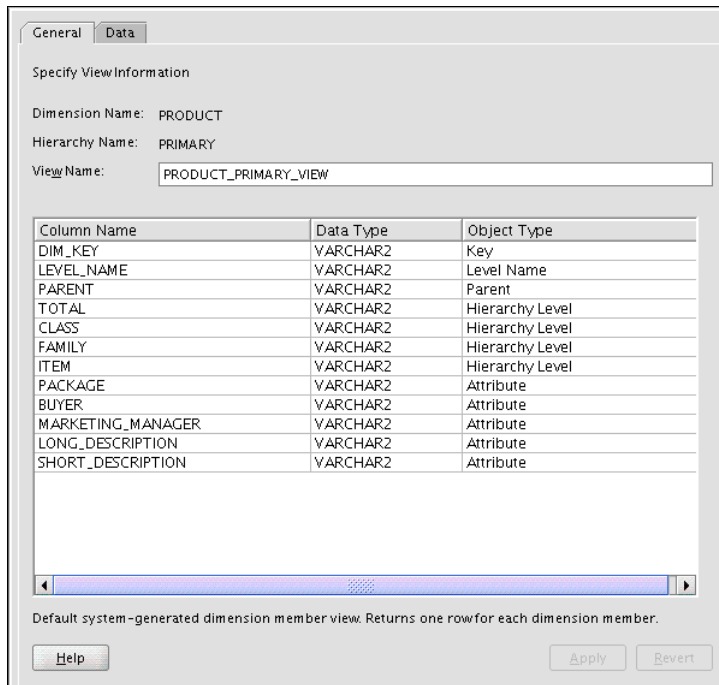 General Data
Specify View Information
Dimension Name: PRODUCT
Hierarchy Name: PRIMARY
View Name: PRODUCT_PRIMARY_VIEW
Column Name Data Type Object Type
DIM_KEY VARCHAR2 Key
LEVEL_NAME VARCHAR2 Level Name
PARENT VARCHAR2 Parent
TOTAL VARCHAR2 Hierarchy Level
CLASS VARCHAR2 Hierarchy Level
FAMILY VARCHAR2 Hierarchy Level
ITEM VARCHAR2 Hierarchy Level
PACKAGE VARCHAR2 Attribute
BUYER VARCHAR2 Attribute
MARKETING_MANAGER VARCHAR2 Attribute
LONG_DESCRIPTION VARCHAR2 Attribute
SHORT_DESCRIPTION VARCHAR2 Attribute
Default system-generated dimension member view. Returns one row for each dimension member.
Help Apply Revert